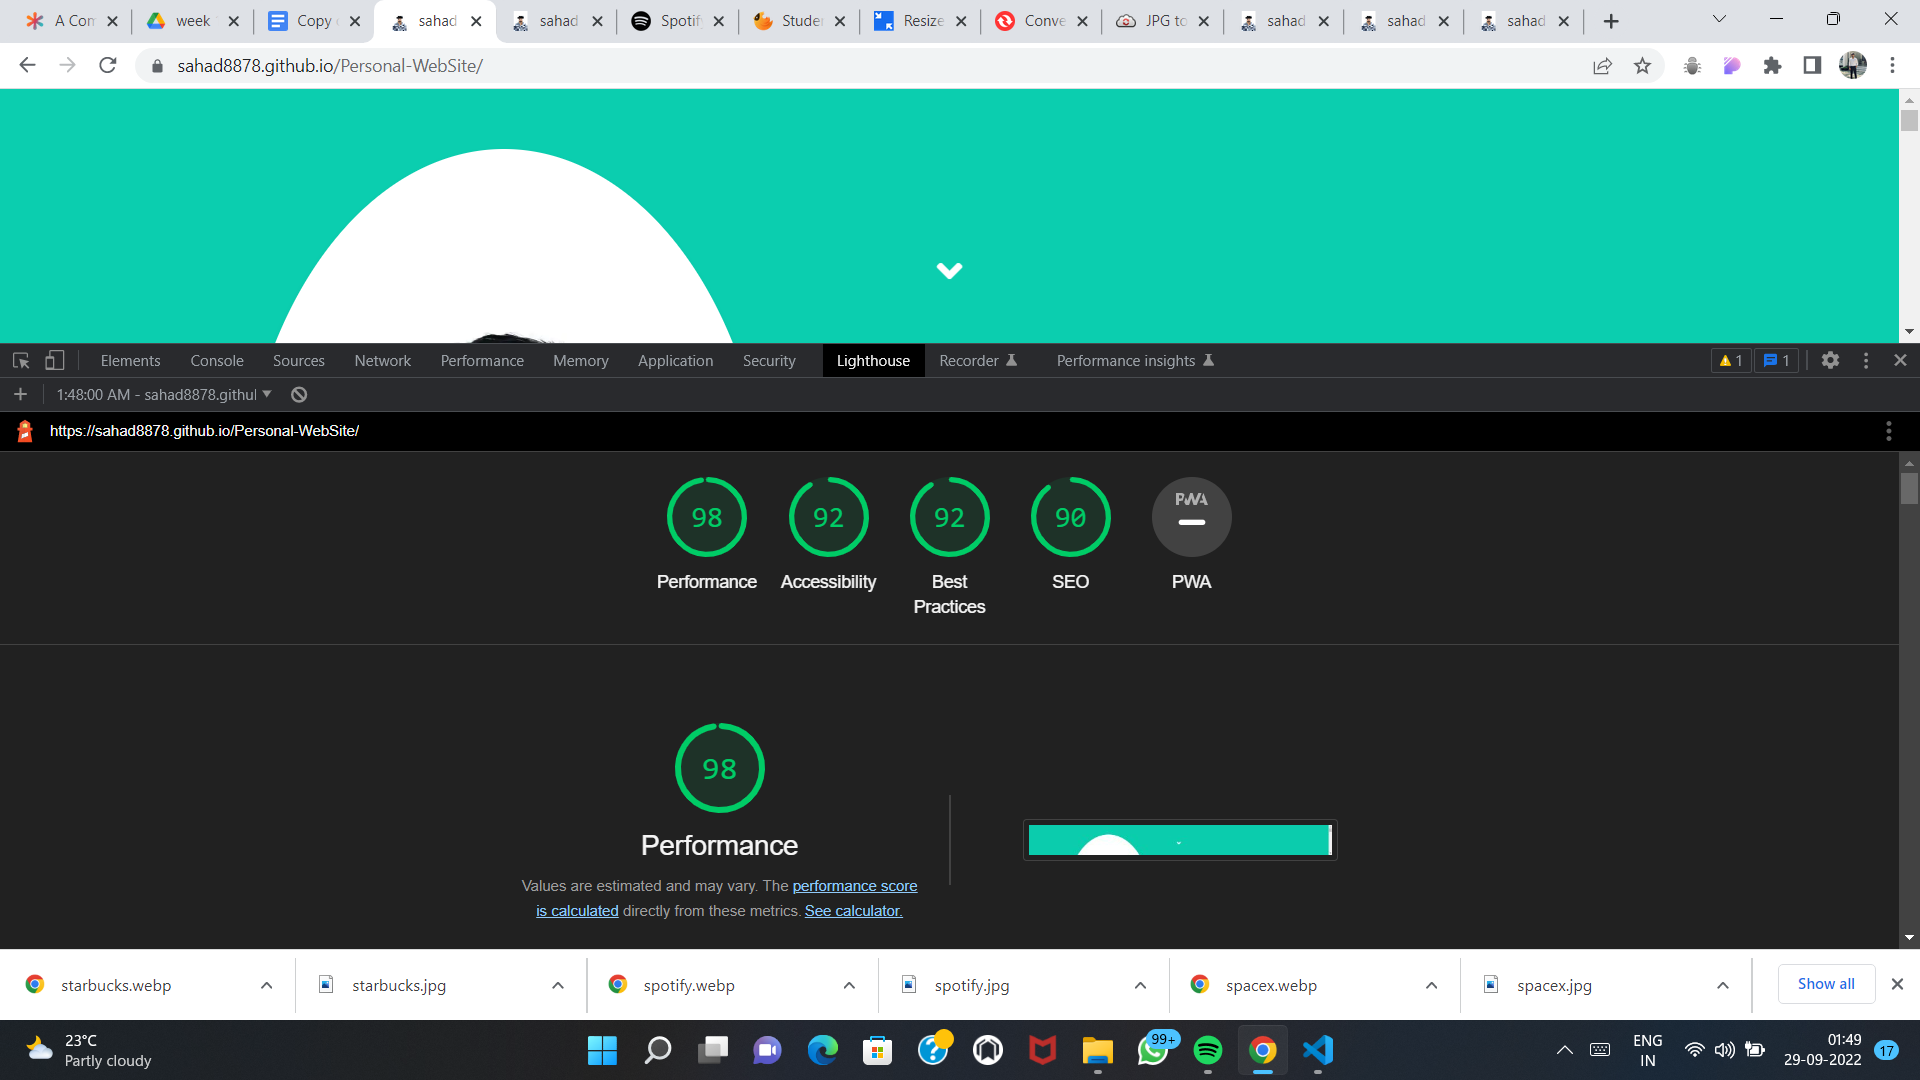 A Com
week
Copy
sahad
sahad
Spotif
Studen
Resize
Conve
JPG to
sahad
sahad
sahad
sahad8878.github.io/Personal-WebSite/
Elements Console Sources Network Performance Memory Application Security Lighthouse Recorder Performance insights 1 1
1:48:00 AM - sahad8878.githul
https://sahad8878.github.io/Personal-WebSite/
98 92 92 90 PWA
Performance Accessibility Best Practices SEO PWA
98
Performance
Values are estimated and may vary. The performance score
is calculated directly from these metrics. See calculator.
starbucks.webp starbucks.jpg spotify.webp spotify.jpg spacex.webp spacex.jpg Show all
23°C
Partly cloudy
99+
ENG
IN
01:49
29-09-2022
17